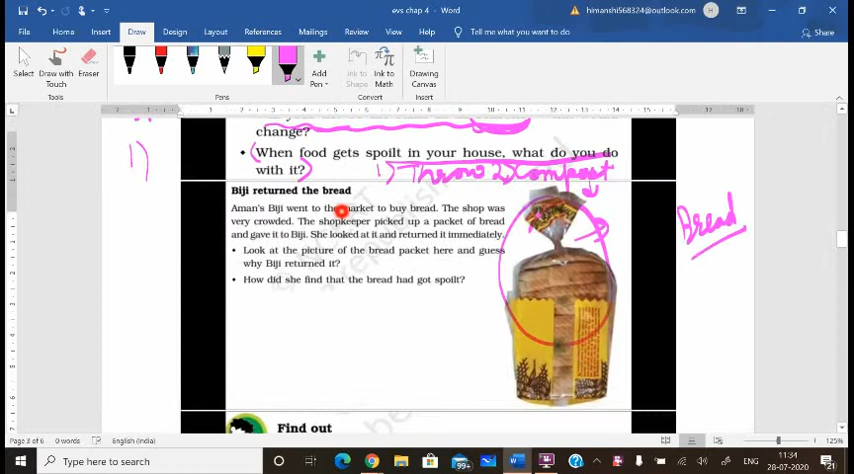 evs chap 4 - Word
himanshi568324@outlook.com
H
File Home Insert Draw Design Layout References Mailings Review View Help Tell me what you want to do
Share
Select
Draw with Touch
Eraser
Add Pen
Ink to Shape
Ink to Math
Drawing Canvas
Tools
Pens
Convert
Insert
change?
1)
When food gets spoilt in your house, what do you do
with it?
1) Throw 2) Compost
Biji returned the bread
Aman's Biji went to the market to buy bread. The shop was
very crowded. The shopkeeper picked up a packet of bread
and gave it to Biji. She looked at it and returned it immediately.
Look at the picture of the bread packet here and guess
why Biji returned it?
How did she find that the bread had got spoilt?
Bread
Find out
Page 3 of 6
0 words
English (India)
125%
Type here to search
99+
ENG
11:34
28-07-2020
21